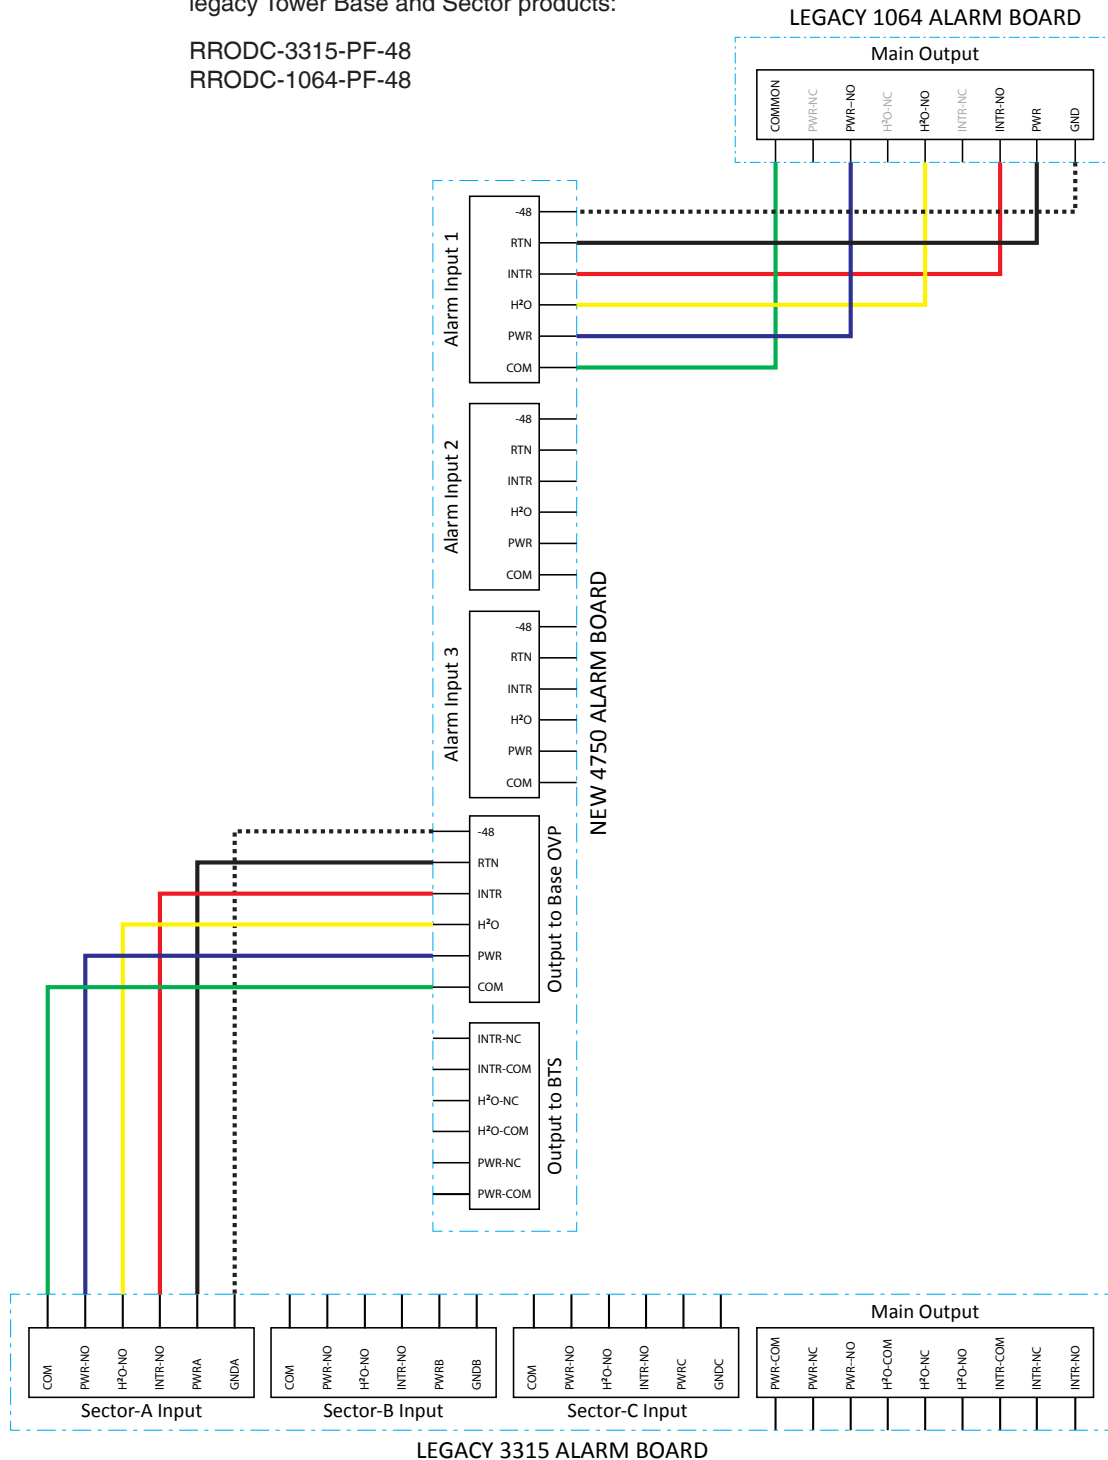 legacy Tower Base and Sector products:
RRODC-3315-PF-48
RRODC-1064-PF-48
LEGACY 1064 ALARM BOARD
Main Output
COMMON
PWR-NC
PWR–NO
H²O-NC
H²O-NO
INTR-NC
INTR-NO
PWR
GND
Alarm Input 1
-48
RTN
INTR
H²O
PWR
COM
Alarm Input 2
-48
RTN
INTR
H²O
PWR
COM
Alarm Input 3
-48
RTN
INTR
H²O
PWR
COM
NEW 4750 ALARM BOARD
-48
RTN
INTR
H²O
PWR
COM
Output to Base OVP
INTR-NC
INTR-COM
H²O-NC
H²O-COM
PWR-NC
PWR-COM
Output to BTS
COM
PWR-NO
H²O-NO
INTR-NO
PWRA
GNDA
Sector-A Input
COM
PWR-NO
H²O-NO
INTR-NO
PWRB
GNDB
Sector-B Input
COM
PWR-NO
H²O-NO
INTR-NO
PWRC
GNDC
Sector-C Input
Main Output
PWR-COM
PWR-NC
PWR–NO
H²O-COM
H²O-NC
H²O-NO
INTR-COM
INTR-NC
INTR-NO
LEGACY 3315 ALARM BOARD